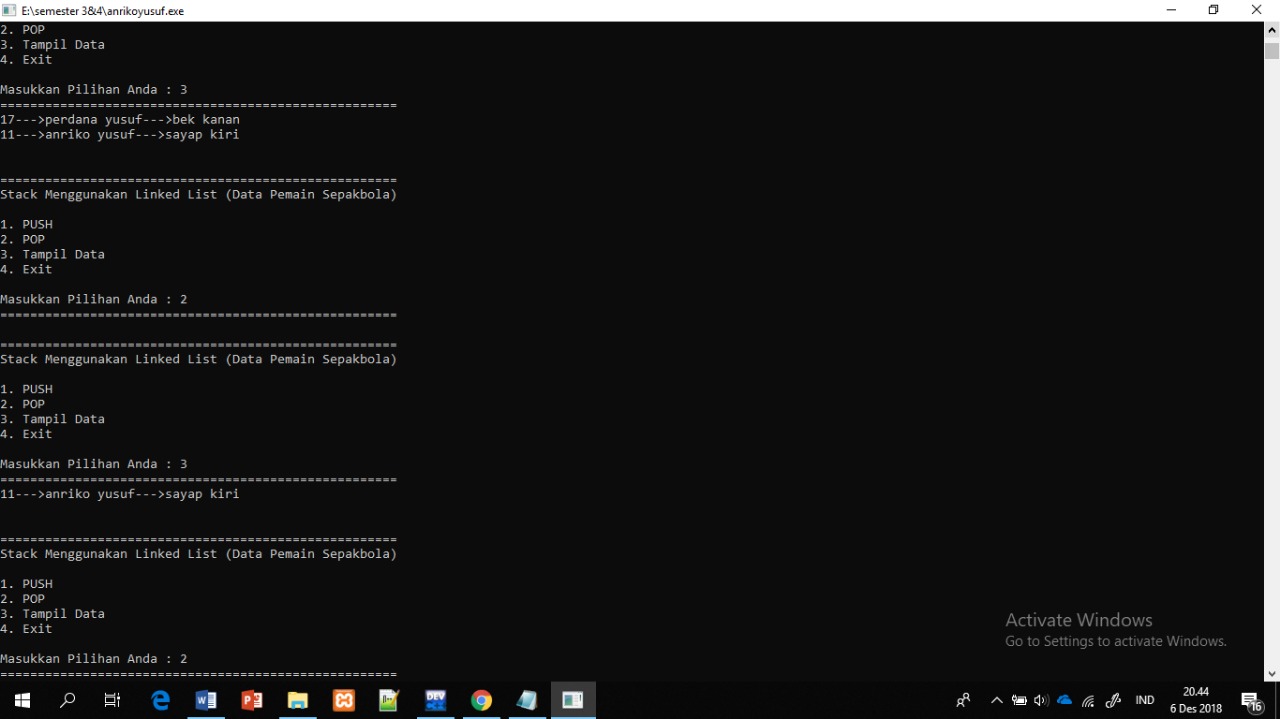 E:\semester 3&4\anrikoyusuf.exe
2. POP
3. Tampil Data
4. Exit
Masukkan Pilihan Anda : 3
=====================================================
17--->perdana yusuf--->bek kanan
11--->anriko yusuf--->sayap kiri
=====================================================
Stack Menggunakan Linked List (Data Pemain Sepakbola)
1. PUSH
2. POP
3. Tampil Data
4. Exit
Masukkan Pilihan Anda : 2
=====================================================
=====================================================
Stack Menggunakan Linked List (Data Pemain Sepakbola)
1. PUSH
2. POP
3. Tampil Data
4. Exit
Masukkan Pilihan Anda : 3
=====================================================
11--->anriko yusuf--->sayap kiri
=====================================================
Stack Menggunakan Linked List (Data Pemain Sepakbola)
1. PUSH
2. POP
3. Tampil Data
4. Exit
Masukkan Pilihan Anda : 2
=====================================================
Activate Windows
Go to Settings to activate Windows.
DEV
IND
20.44
6 Des 2018
16